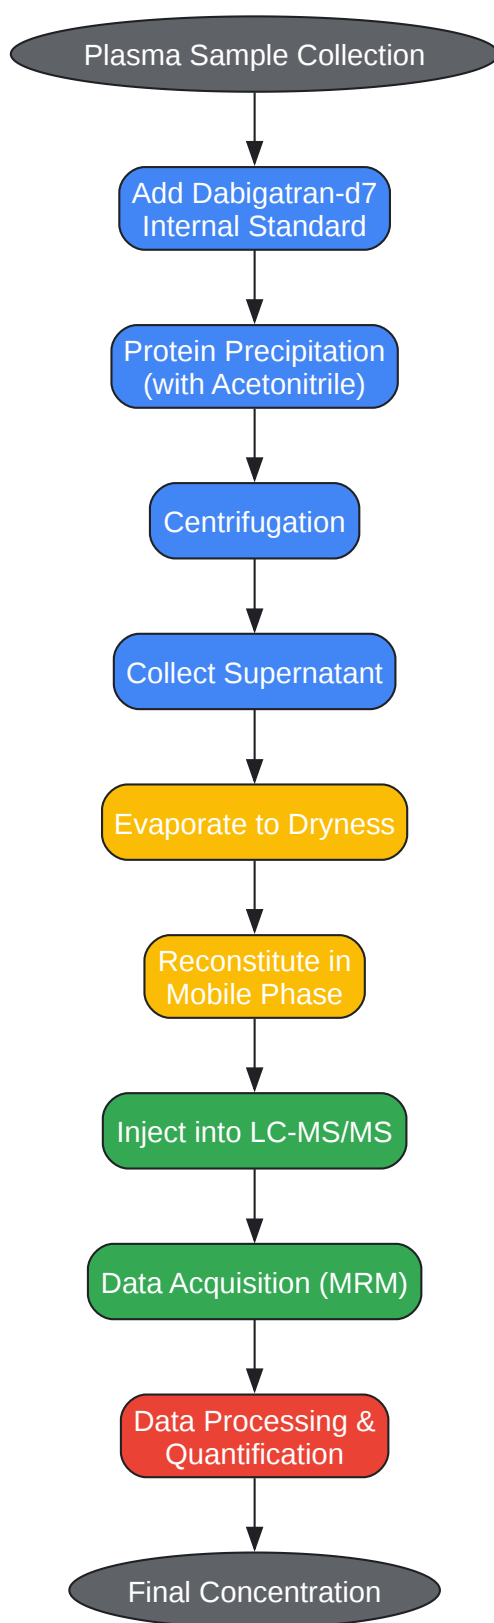 Plasma Sample Collection
Add Dabigatran-d7
Internal Standard
Protein Precipitation
(with Acetonitrile)
Centrifugation
Collect Supernatant
Evaporate to Dryness
Reconstitute in
Mobile Phase
Inject into LC-MS/MS
Data Acquisition (MRM)
Data Processing &
Quantification
Final Concentration